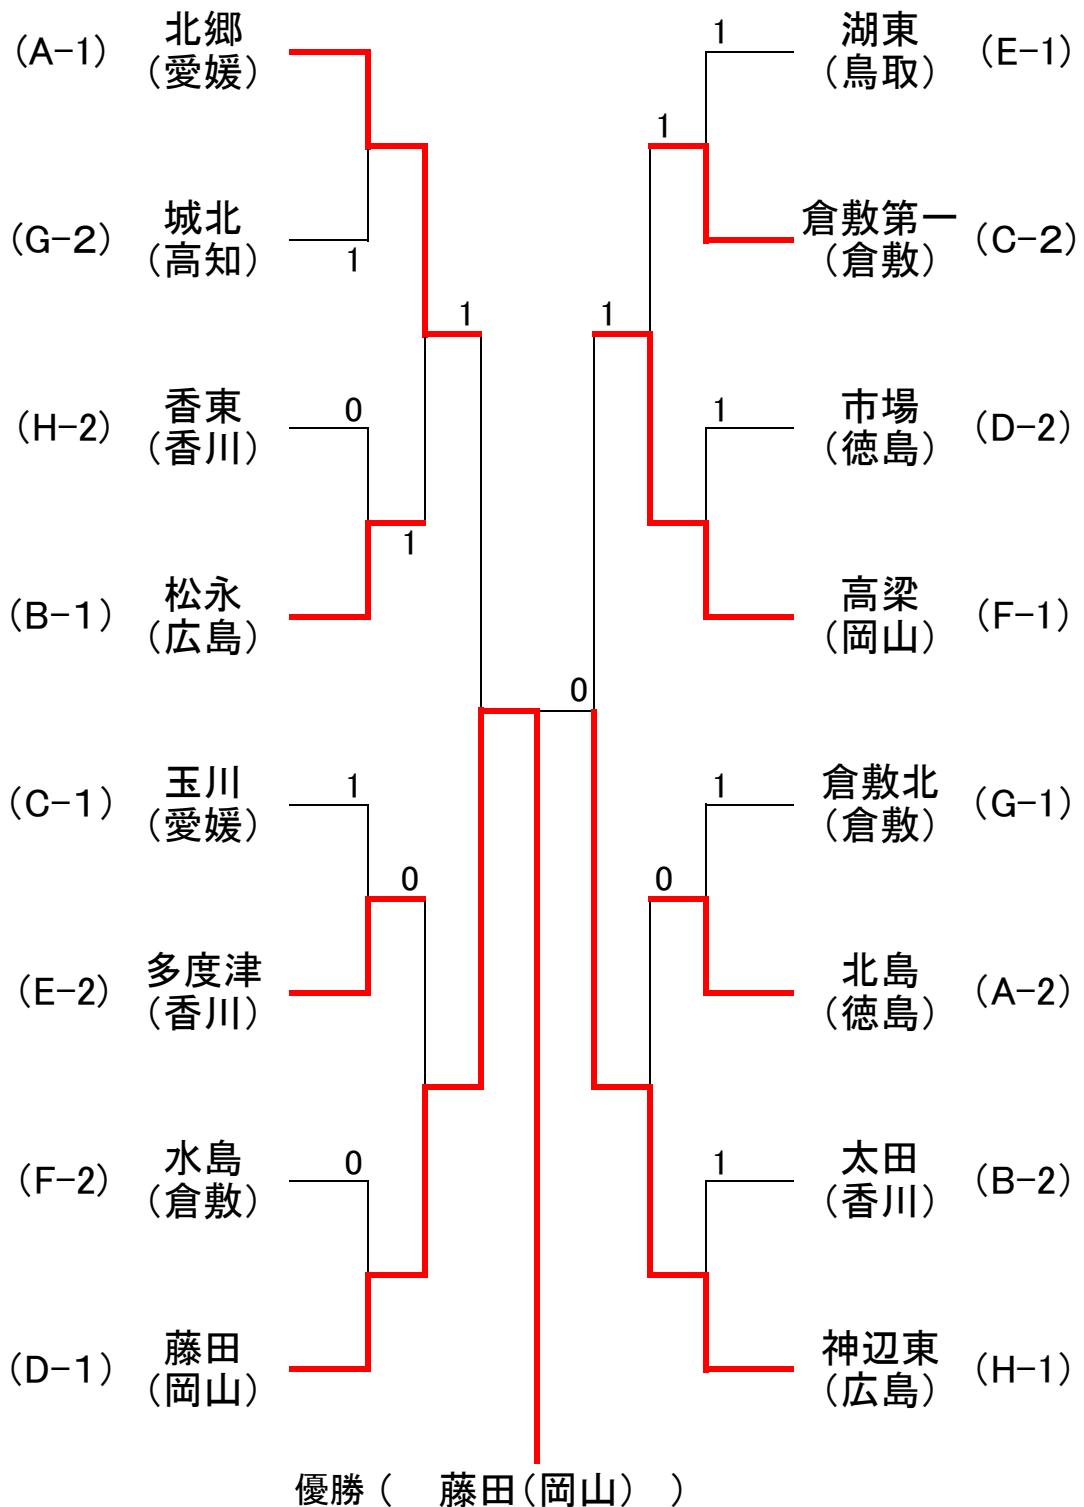 (A-1) 北郷
(愛媛)
(G-2) 城北
(高知)
1
(H-2) 香東
(香川)
0
(B-1) 松永
(広島)
1
1
(C-1) 玉川
(愛媛)
1
(E-2) 多度津
(香川)
0
(F-2) 水島
(倉敷)
0
(D-1) 藤田
(岡山)
1
湖東 (E-1)
(鳥取)
1
倉敷第一 (C-2)
(倉敷)
1
1
市場 (D-2)
(徳島)
高梁 (F-1)
(岡山)
0
1
倉敷北 (G-1)
(倉敷)
0
北島 (A-2)
(徳島)
1
太田 (B-2)
(香川)
神辺東 (H-1)
(広島)
優勝 ( 藤田(岡山) )